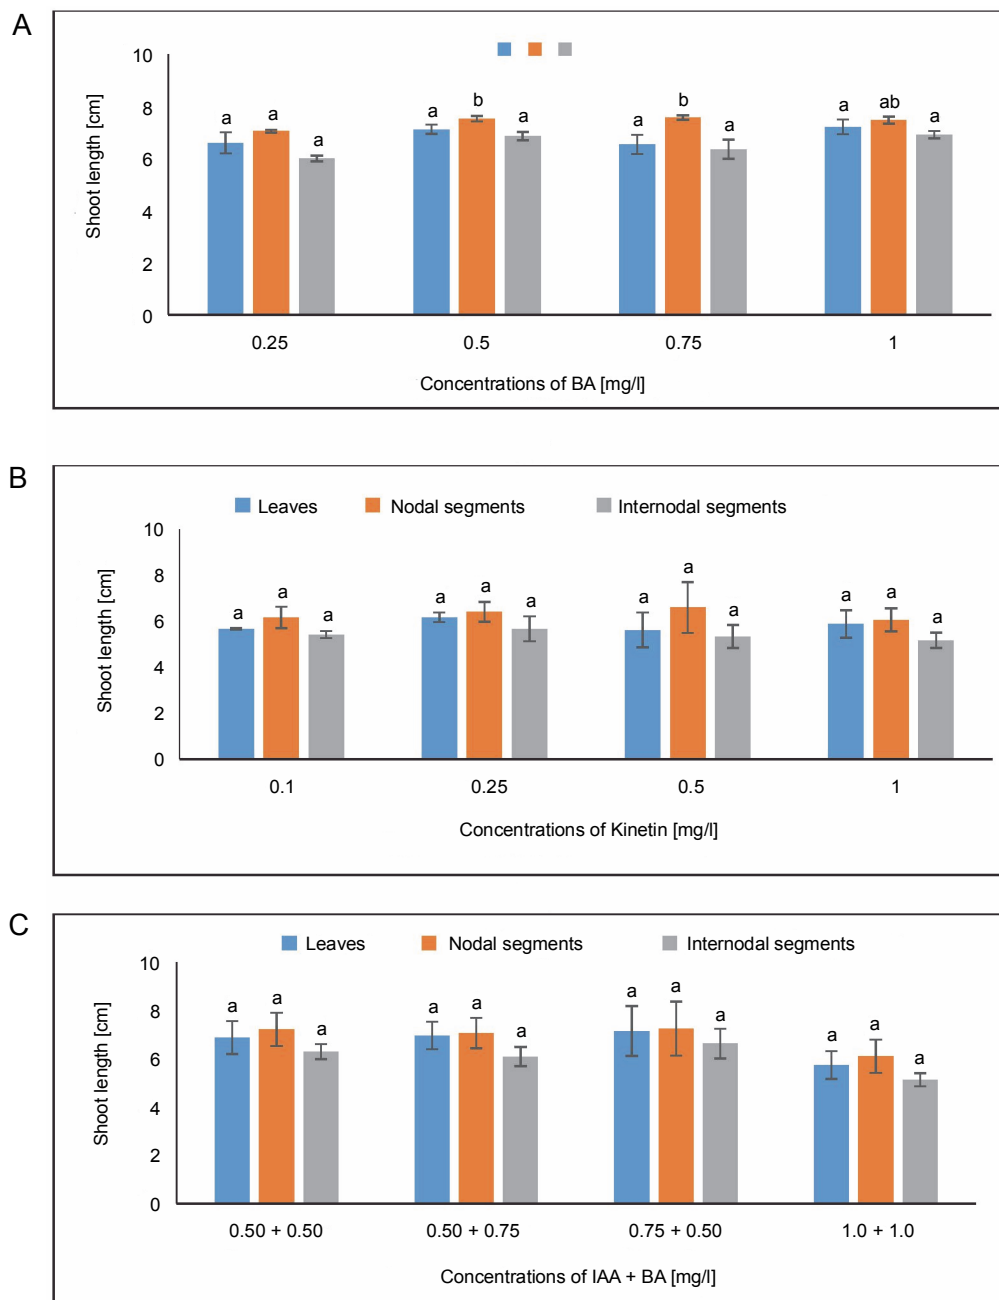 A
10
8
6
4
2
0
Shoot length [cm]
a a a
a b a
a b a
a ab a
0.25 0.5 0.75 1
Concentrations of BA [mg/l]
B
Leaves Nodal segments Internodal segments
10
8
6
4
2
0
Shoot length [cm]
a a a
a a a
a a a
a a a
0.1 0.25 0.5 1
Concentrations of Kinetin [mg/l]
C
Leaves Nodal segments Internodal segments
10
8
6
4
2
0
Shoot length [cm]
a a a
a a a
a a a
a a a
0.50 + 0.50 0.50 + 0.75 0.75 + 0.50 1.0 + 1.0
Concentrations of IAA + BA [mg/l]